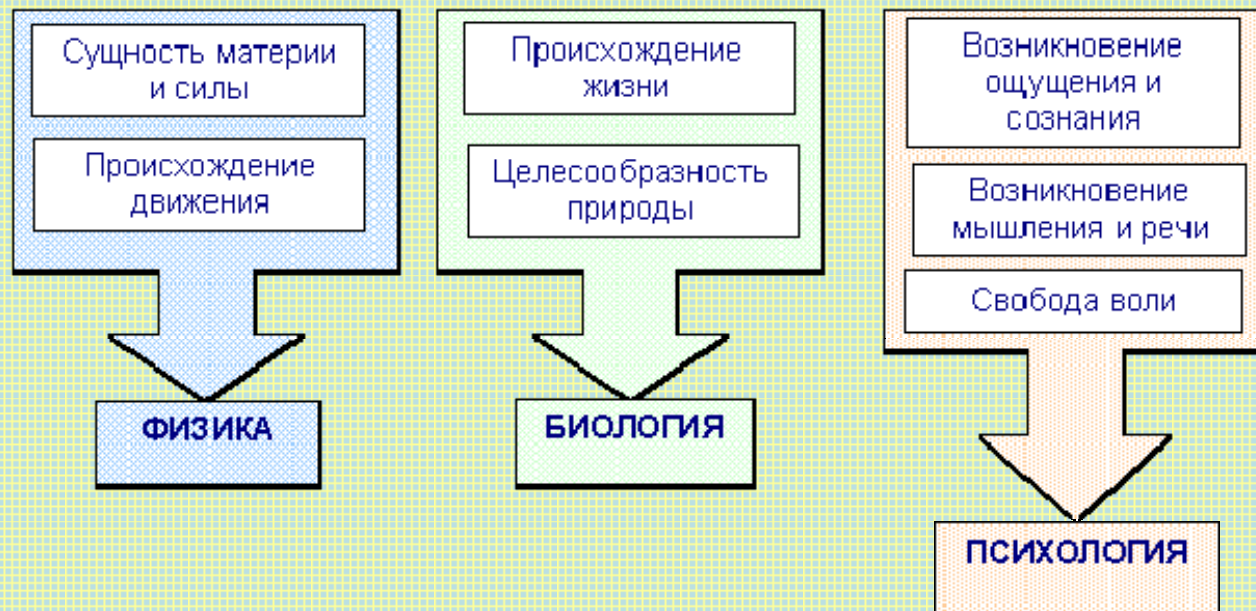 Сущность материи
и силы
Происхождение
движения
ФИЗИКА
Происхождение
жизни
Целесообразность
природы
БИОЛОГИЯ
Возникновение
ощущения и
сознания
Возникновение
мышления и речи
Свобода воли
ПСИХОЛОГИЯ